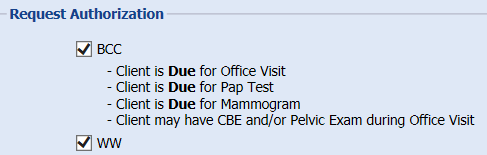 Request Authorization
BCC
- Client is Due for Office Visit
- Client is Due for Pap Test
- Client is Due for Mammogram
- Client may have CBE and/or Pelvic Exam during Office Visit
WW